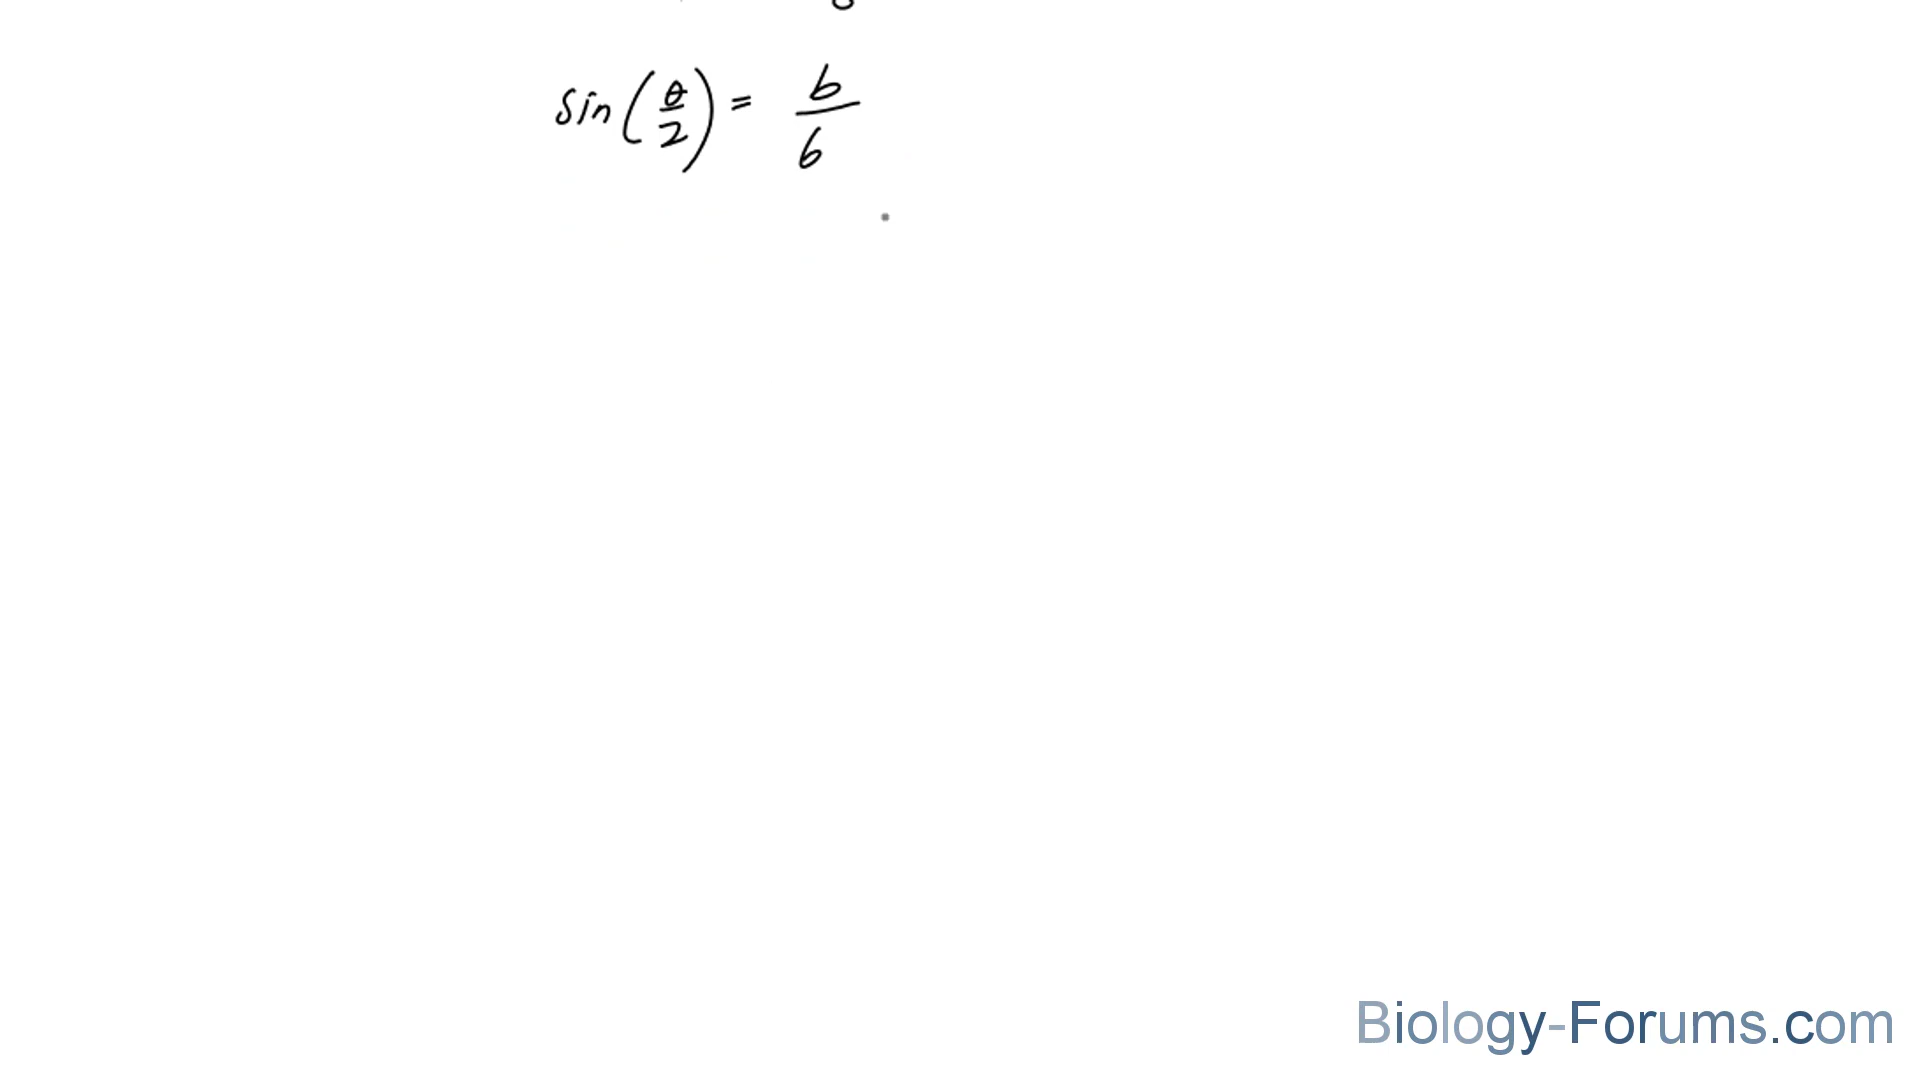 sin(θ/2) = b/6
Biology-Forums.com